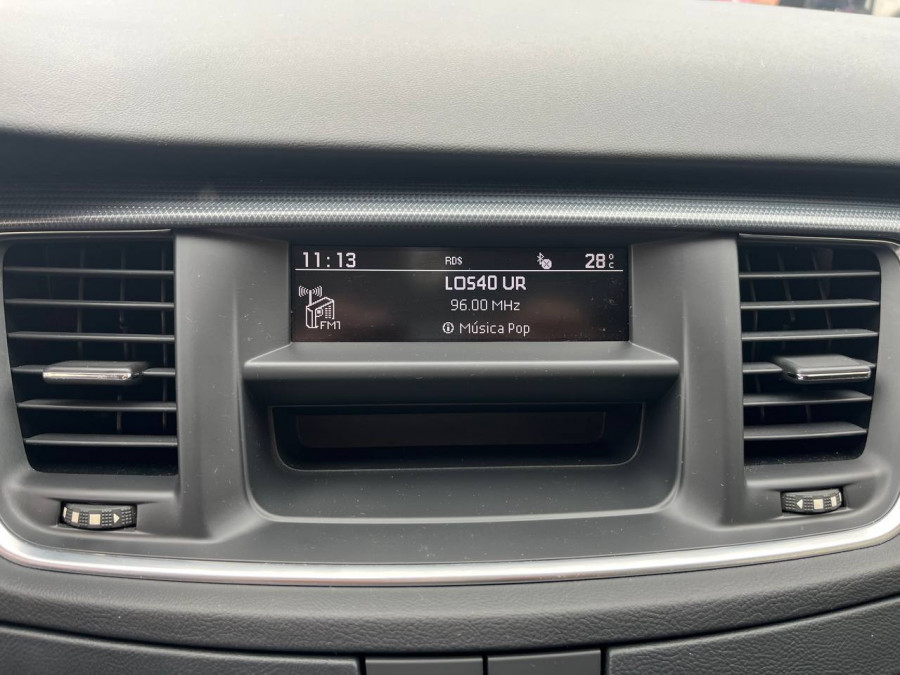 11:13 RDS 28°C
LOS40 UR
96.00 MHz
FM1 Música Pop